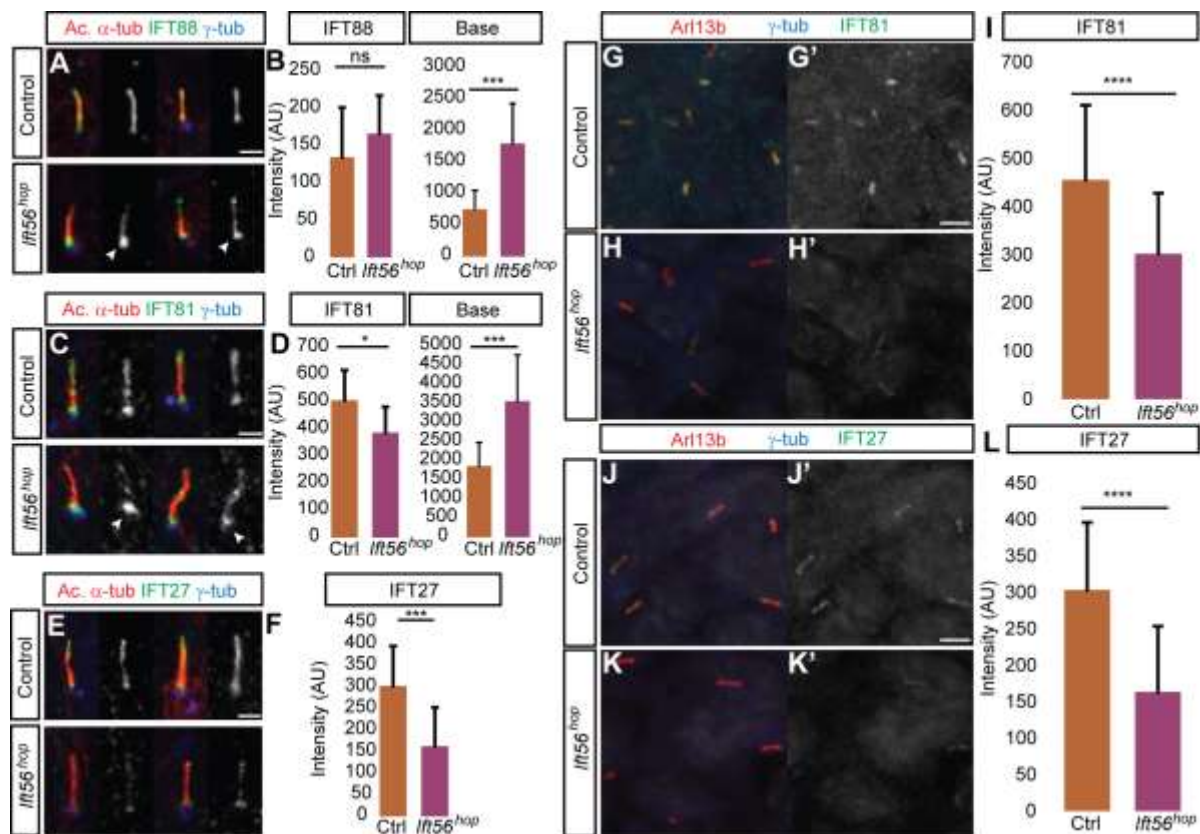 Ac. α-tub IFT88 γ-tub
A
Control
Ift56hop
B
IFT88
Base
Intensity (AU)
250
200
150
100
50
0
ns
Ctrl Ift56hop
3000
2500
2000
1500
1000
500
0
***
Ctrl Ift56hop
Ac. α-tub IFT81 γ-tub
C
Control
Ift56hop
D
IFT81
Base
Intensity (AU)
700
600
500
400
300
200
100
0
*
Ctrl Ift56hop
5000
4500
4000
3500
3000
2500
2000
1500
1000
500
0
***
Ctrl Ift56hop
Ac. α-tub IFT27 γ-tub
E
Control
Ift56hop
F
IFT27
Intensity (AU)
450
400
350
300
250
200
150
100
50
0
***
Ctrl Ift56hop
Arl13b γ-tub IFT81
G G'
Control
H H'
Ift56hop
I
IFT81
Intensity (AU)
700
600
500
400
300
200
100
0
****
Ctrl Ift56hop
Arl13b γ-tub IFT27
J J'
Control
K K'
Ift56hop
L
IFT27
Intensity (AU)
450
400
350
300
250
200
150
100
50
0
****
Ctrl Ift56hop